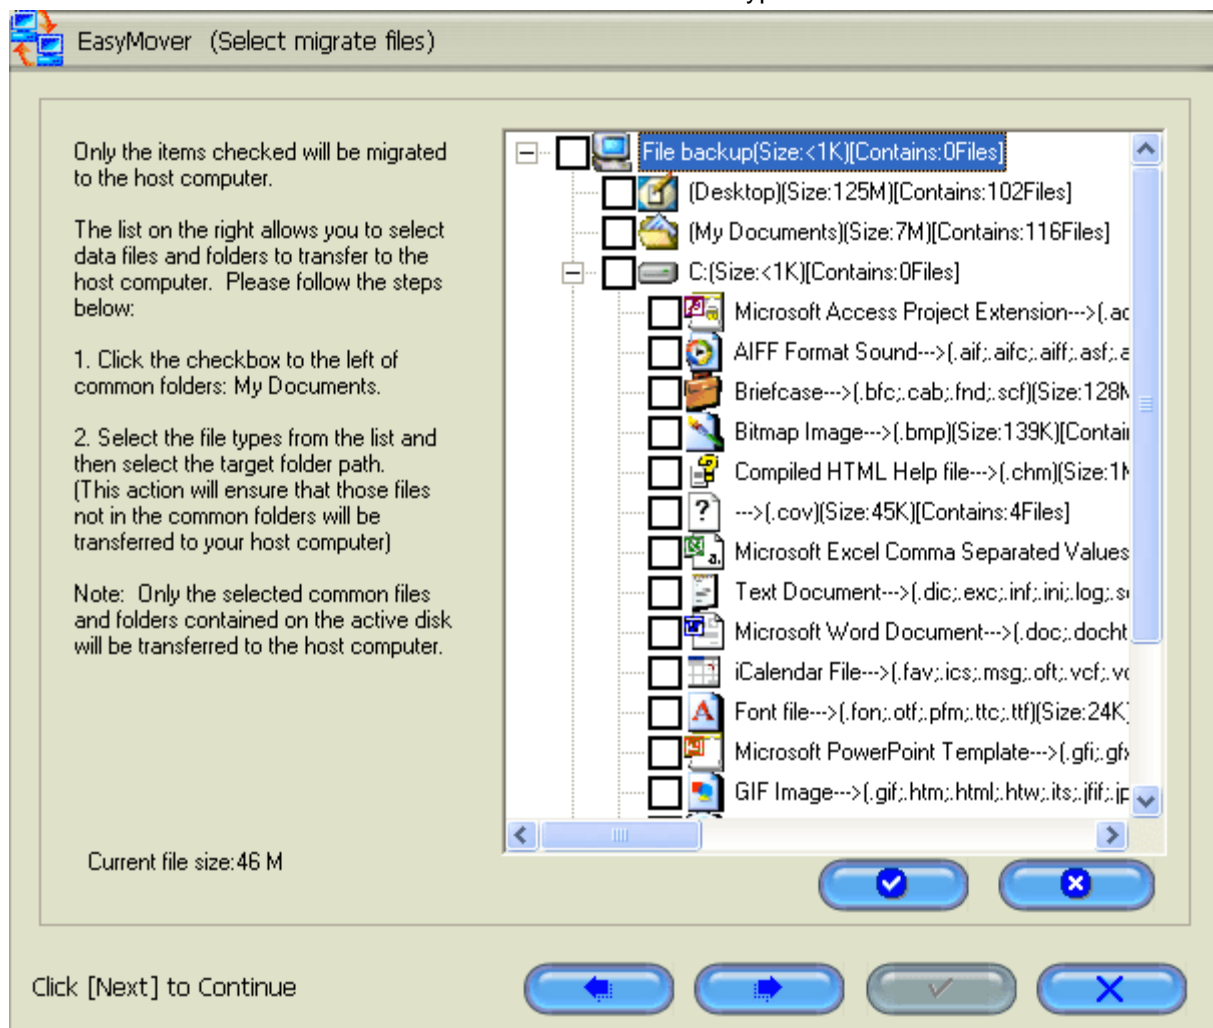 EasyMover (Select migrate files)
Only the items checked will be migrated
to the host computer.
The list on the right allows you to select
data files and folders to transfer to the
host computer. Please follow the steps
below:
1. Click the checkbox to the left of
common folders: My Documents.
2. Select the file types from the list and
then select the target folder path.
(This action will ensure that those files
not in the common folders will be
transferred to your host computer)
Note: Only the selected common files
and folders contained on the active disk
will be transferred to the host computer.
Current file size:46 M
File backup(Size:<1K)[Contains:0Files]
(Desktop)(Size:125M)[Contains:102Files]
(My Documents)(Size:7M)[Contains:116Files]
C:(Size:<1K)[Contains:0Files]
Microsoft Access Project Extension--->(.ac
AIFF Format Sound--->(.aif;.aifc;.aiff;.asf;.a
Briefcase--->(.bfc;.cab;.fnd;.scf)(Size:128M
Bitmap Image--->(.bmp)(Size:139K)[Contai
Compiled HTML Help file--->(.chm)(Size:1M
--->(.cov)(Size:45K)[Contains:4Files]
Microsoft Excel Comma Separated Values
Text Document--->(.dic;.exc;.inf;.ini;.log;.s
Microsoft Word Document--->(.doc;.docht
iCalendar File--->(.fav;.ics;.msg;.oft;.vcf;.vc
Font file--->(.fon;.otf;.pfm;.ttc;.ttf)(Size:24K)
Microsoft PowerPoint Template--->(.gfi;.gfx
GIF Image--->(.gif;.htm;.html;.htw;.its;.jfif;.jp
Click [Next] to Continue